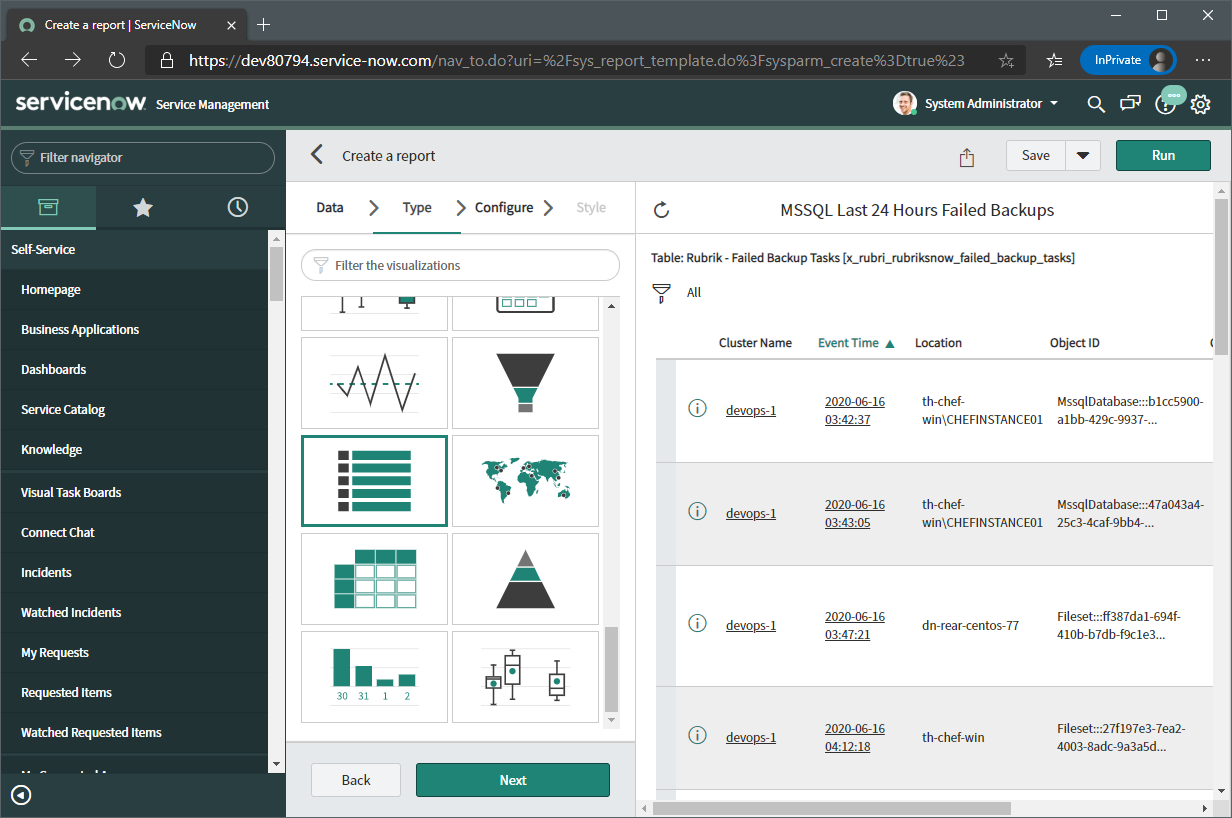 Create a report | ServiceNow
https://dev80794.service-now.com/nav_to.do?uri=%2Fsys_report_template.do%3Fsysparm_create%3Dtrue%23
InPrivate
servicenow Service Management
System Administrator
Filter navigator
Self-Service
Homepage
Business Applications
Dashboards
Service Catalog
Knowledge
Visual Task Boards
Connect Chat
Incidents
Watched Incidents
My Requests
Requested Items
Watched Requested Items
Create a report
Save
Run
Data
Type
Configure
Style
Filter the visualizations
30 31 1 2
Back
Next
MSSQL Last 24 Hours Failed Backups
Table: Rubrik - Failed Backup Tasks [x_rubri_rubriksnow_failed_backup_tasks]
All
Cluster Name Event Time ▲ Location Object ID
devops-1
2020-06-16
03:42:37
th-chef-
win\CHEFINSTANCE01
MssqlDatabase:::b1cc5900-
a1bb-429c-9937-...
devops-1
2020-06-16
03:43:05
th-chef-
win\CHEFINSTANCE01
MssqlDatabase:::47a043a4-
25c3-4caf-9bb4-...
devops-1
2020-06-16
03:47:21
dn-rear-centos-77
Fileset:::ff387da1-694f-
410b-b7db-f9c1e3...
devops-1
2020-06-16
04:12:18
th-chef-win
Fileset:::27f197e3-7ea2-
4003-8adc-9a3a5d...